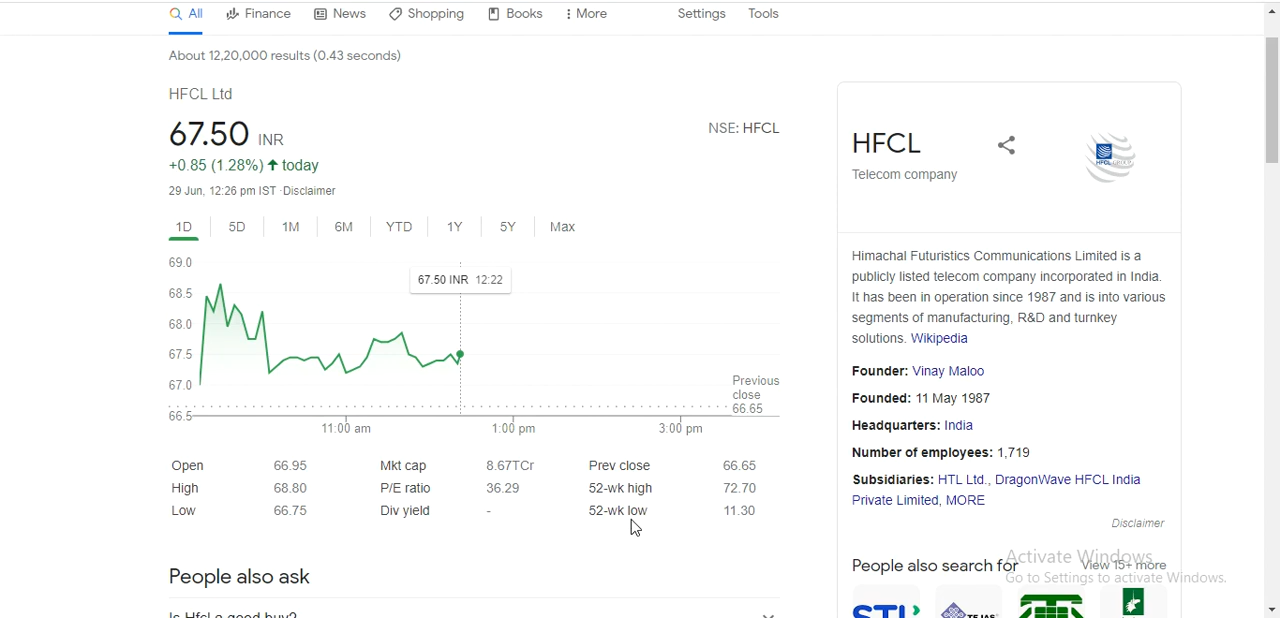 All Finance News Shopping Books More Settings Tools
About 12,20,000 results (0.43 seconds)
HFCL Ltd
67.50 INR
NSE: HFCL
+0.85 (1.28%) today
29 Jun, 12:26 pm IST · Disclaimer
1D 5D 1M 6M YTD 1Y 5Y Max
69.0
68.5
68.0
67.5
67.0
66.5
67.50 INR 12:22
Previous
close
66.65
11:00 am 1:00 pm 3:00 pm
Open 66.95 Mkt cap 8.67TCr Prev close 66.65
High 68.80 P/E ratio 36.29 52-wk high 72.70
Low 66.75 Div yield - 52-wk low 11.30
People also ask
Is Hfcl a good buy?
HFCL
Telecom company
HFCL GROUP
Himachal Futuristics Communications Limited is a
publicly listed telecom company incorporated in India.
It has been in operation since 1987 and is into various
segments of manufacturing, R&D and turnkey
solutions. Wikipedia
Founder: Vinay Maloo
Founded: 11 May 1987
Headquarters: India
Number of employees: 1,719
Subsidiaries: HTL Ltd., DragonWave HFCL India
Private Limited, MORE
Disclaimer
People also search for
View 15+ more
STL
TEJAS
Activate Windows
Go to Settings to activate Windows.